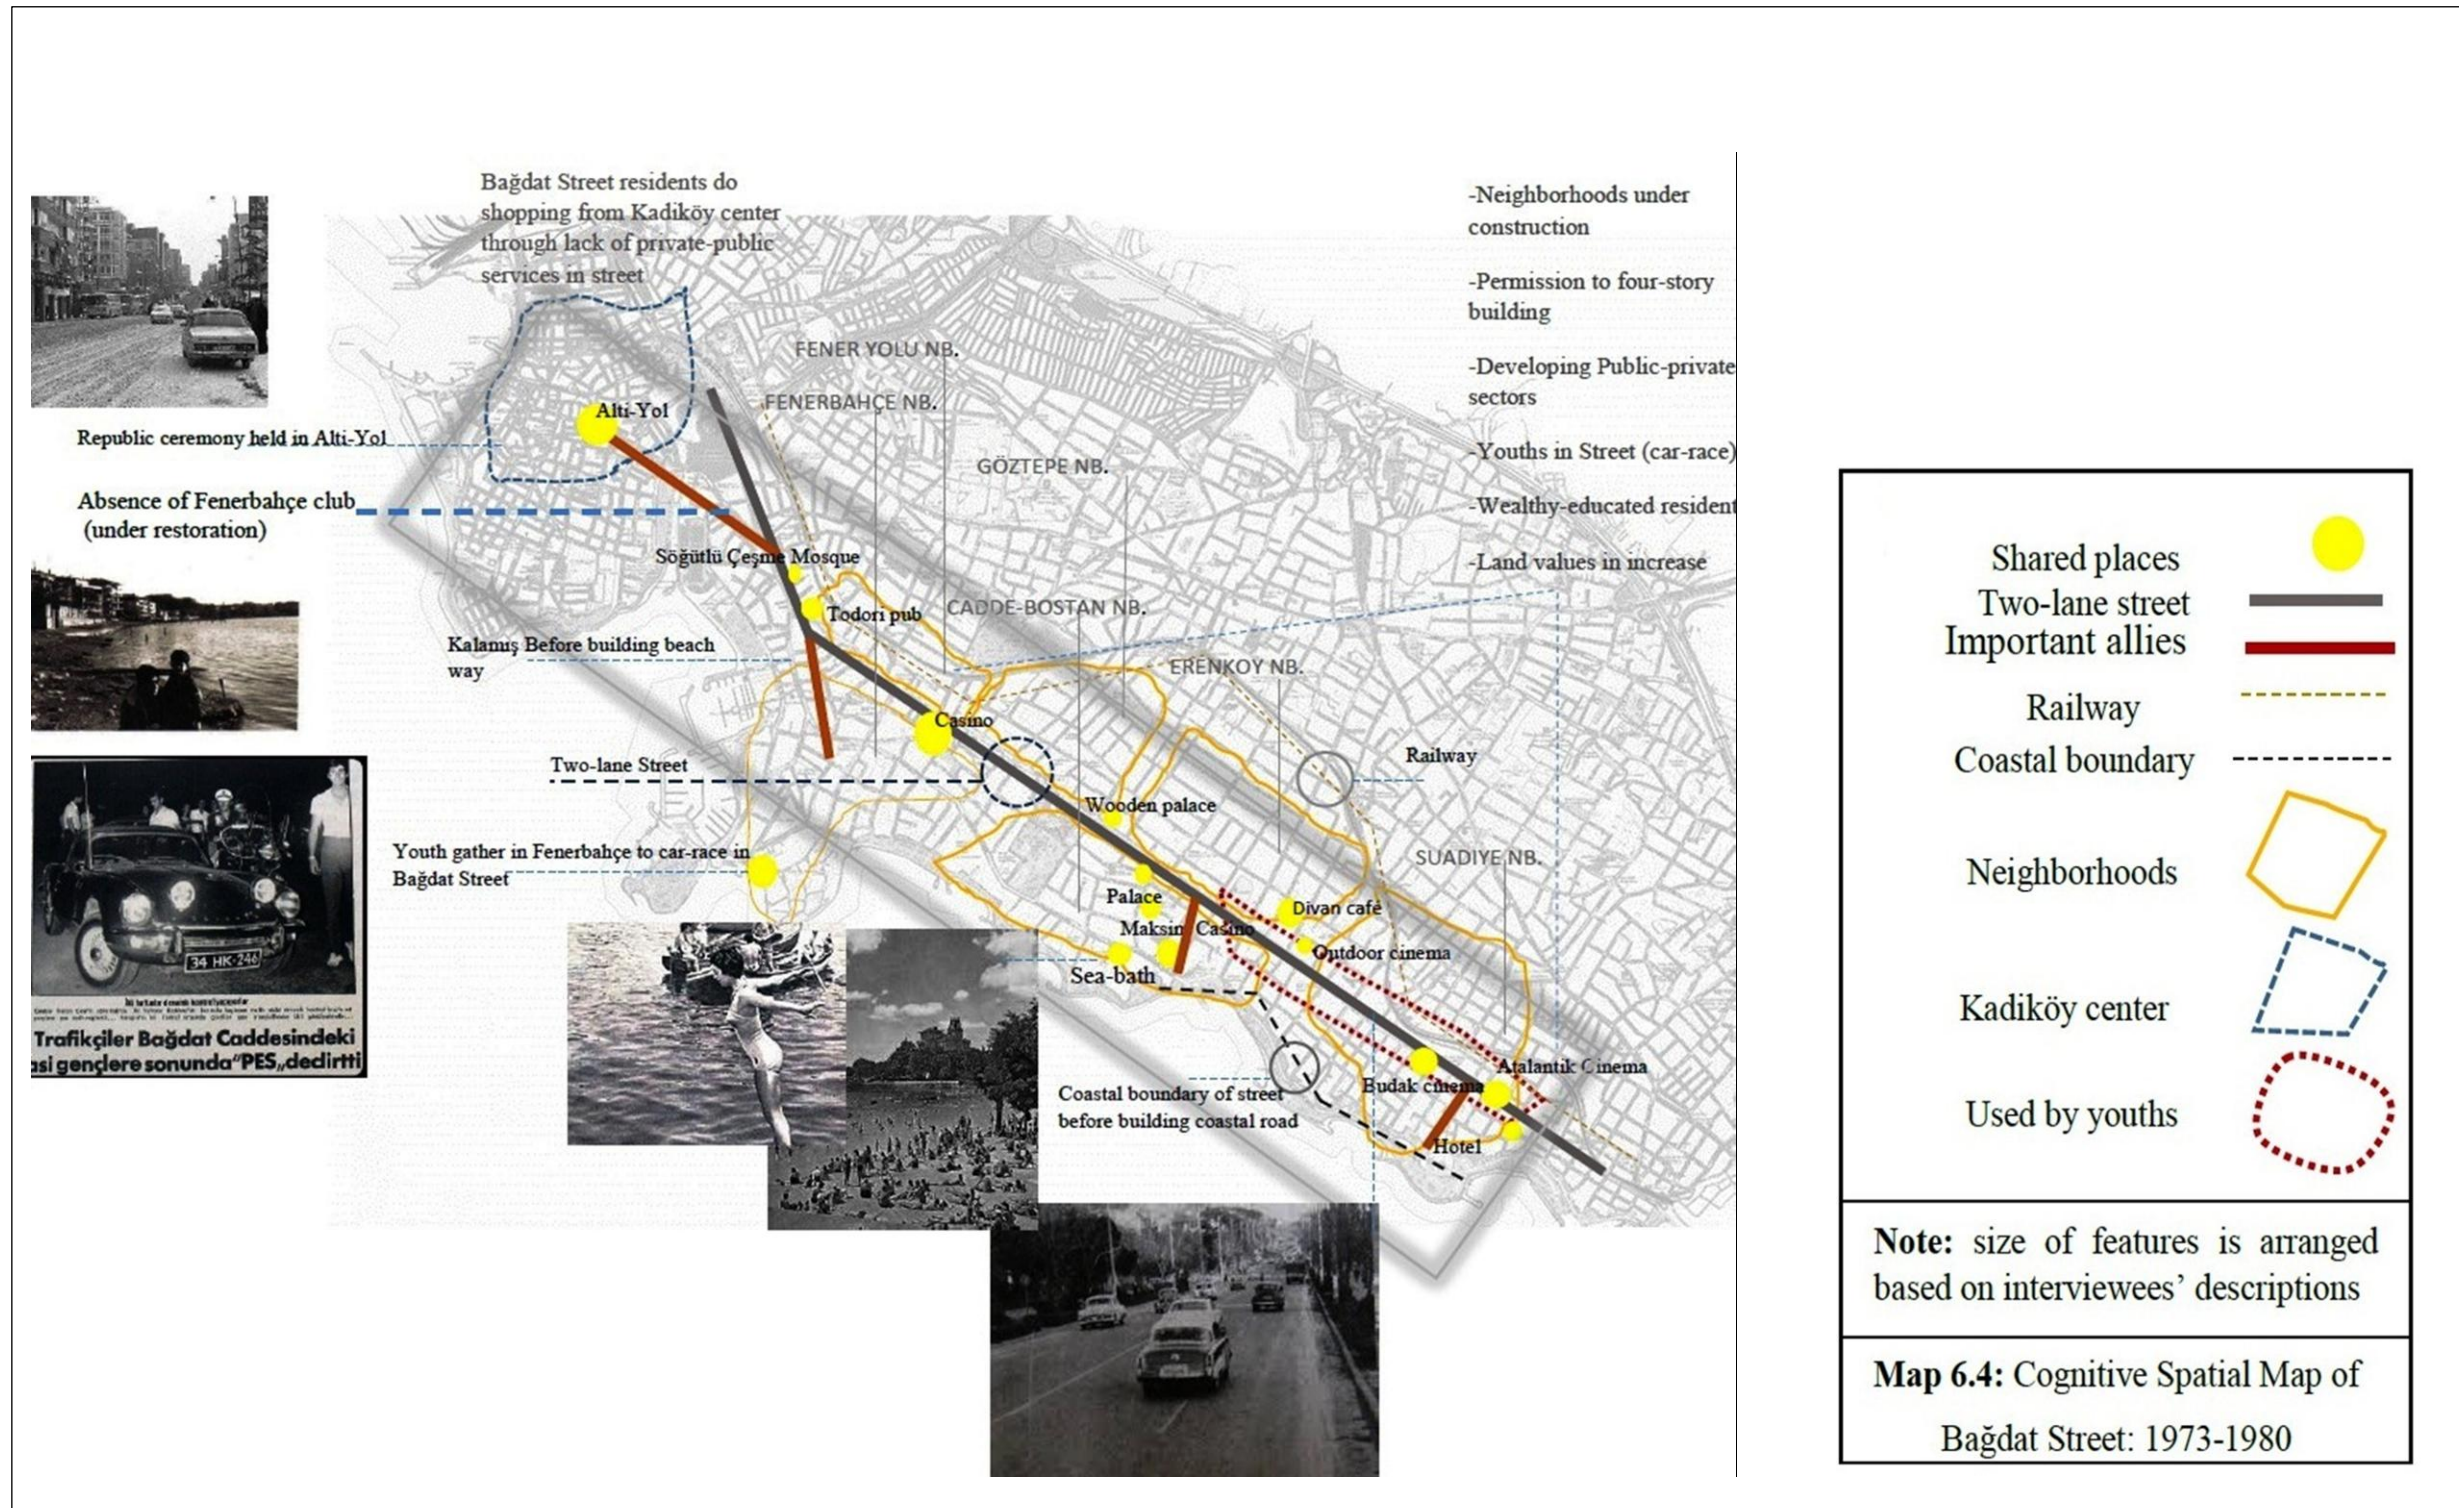 Bağdat Street residents do
shopping from Kadiköy center
through lack of private-public
services in street
-Neighborhoods under
construction
-Permission to four-story
building
-Developing Public-private
sectors
-Youths in Street (car-race)
-Wealthy-educated resident
-Land values in increase
FENER YOLU NB.
FENERBAHÇE NB.
GÖZTEPE NB.
CADDE-BOSTAN NB.
ERENKOY NB.
SUADIYE NB.
Alti-Yol
Republic ceremony held in Alti-Yol
Absence of Fenerbahçe club
(under restoration)
Söğütlü Çeşme Mosque
Todori pub
Kalamış Before building beach
way
Casino
Two-lane Street
Railway
Wooden palace
Youth gather in Fenerbahçe to car-race in
Bağdat Street
Palace
Divan café
Maksim Casino
Outdoor cinema
Sea-bath
Atalantik Cinema
Budak cinema
Coastal boundary of street
before building coastal road
Hotel
34 HK-246
Trafikçiler Bağdat Caddesindeki
asi gençlere sonunda "PES,, dedirtti
Shared places
Two-lane street
Important allies
Railway
Coastal boundary
Neighborhoods
Kadiköy center
Used by youths
Note: size of features is arranged
based on interviewees’ descriptions
Map 6.4: Cognitive Spatial Map of
Bağdat Street: 1973-1980